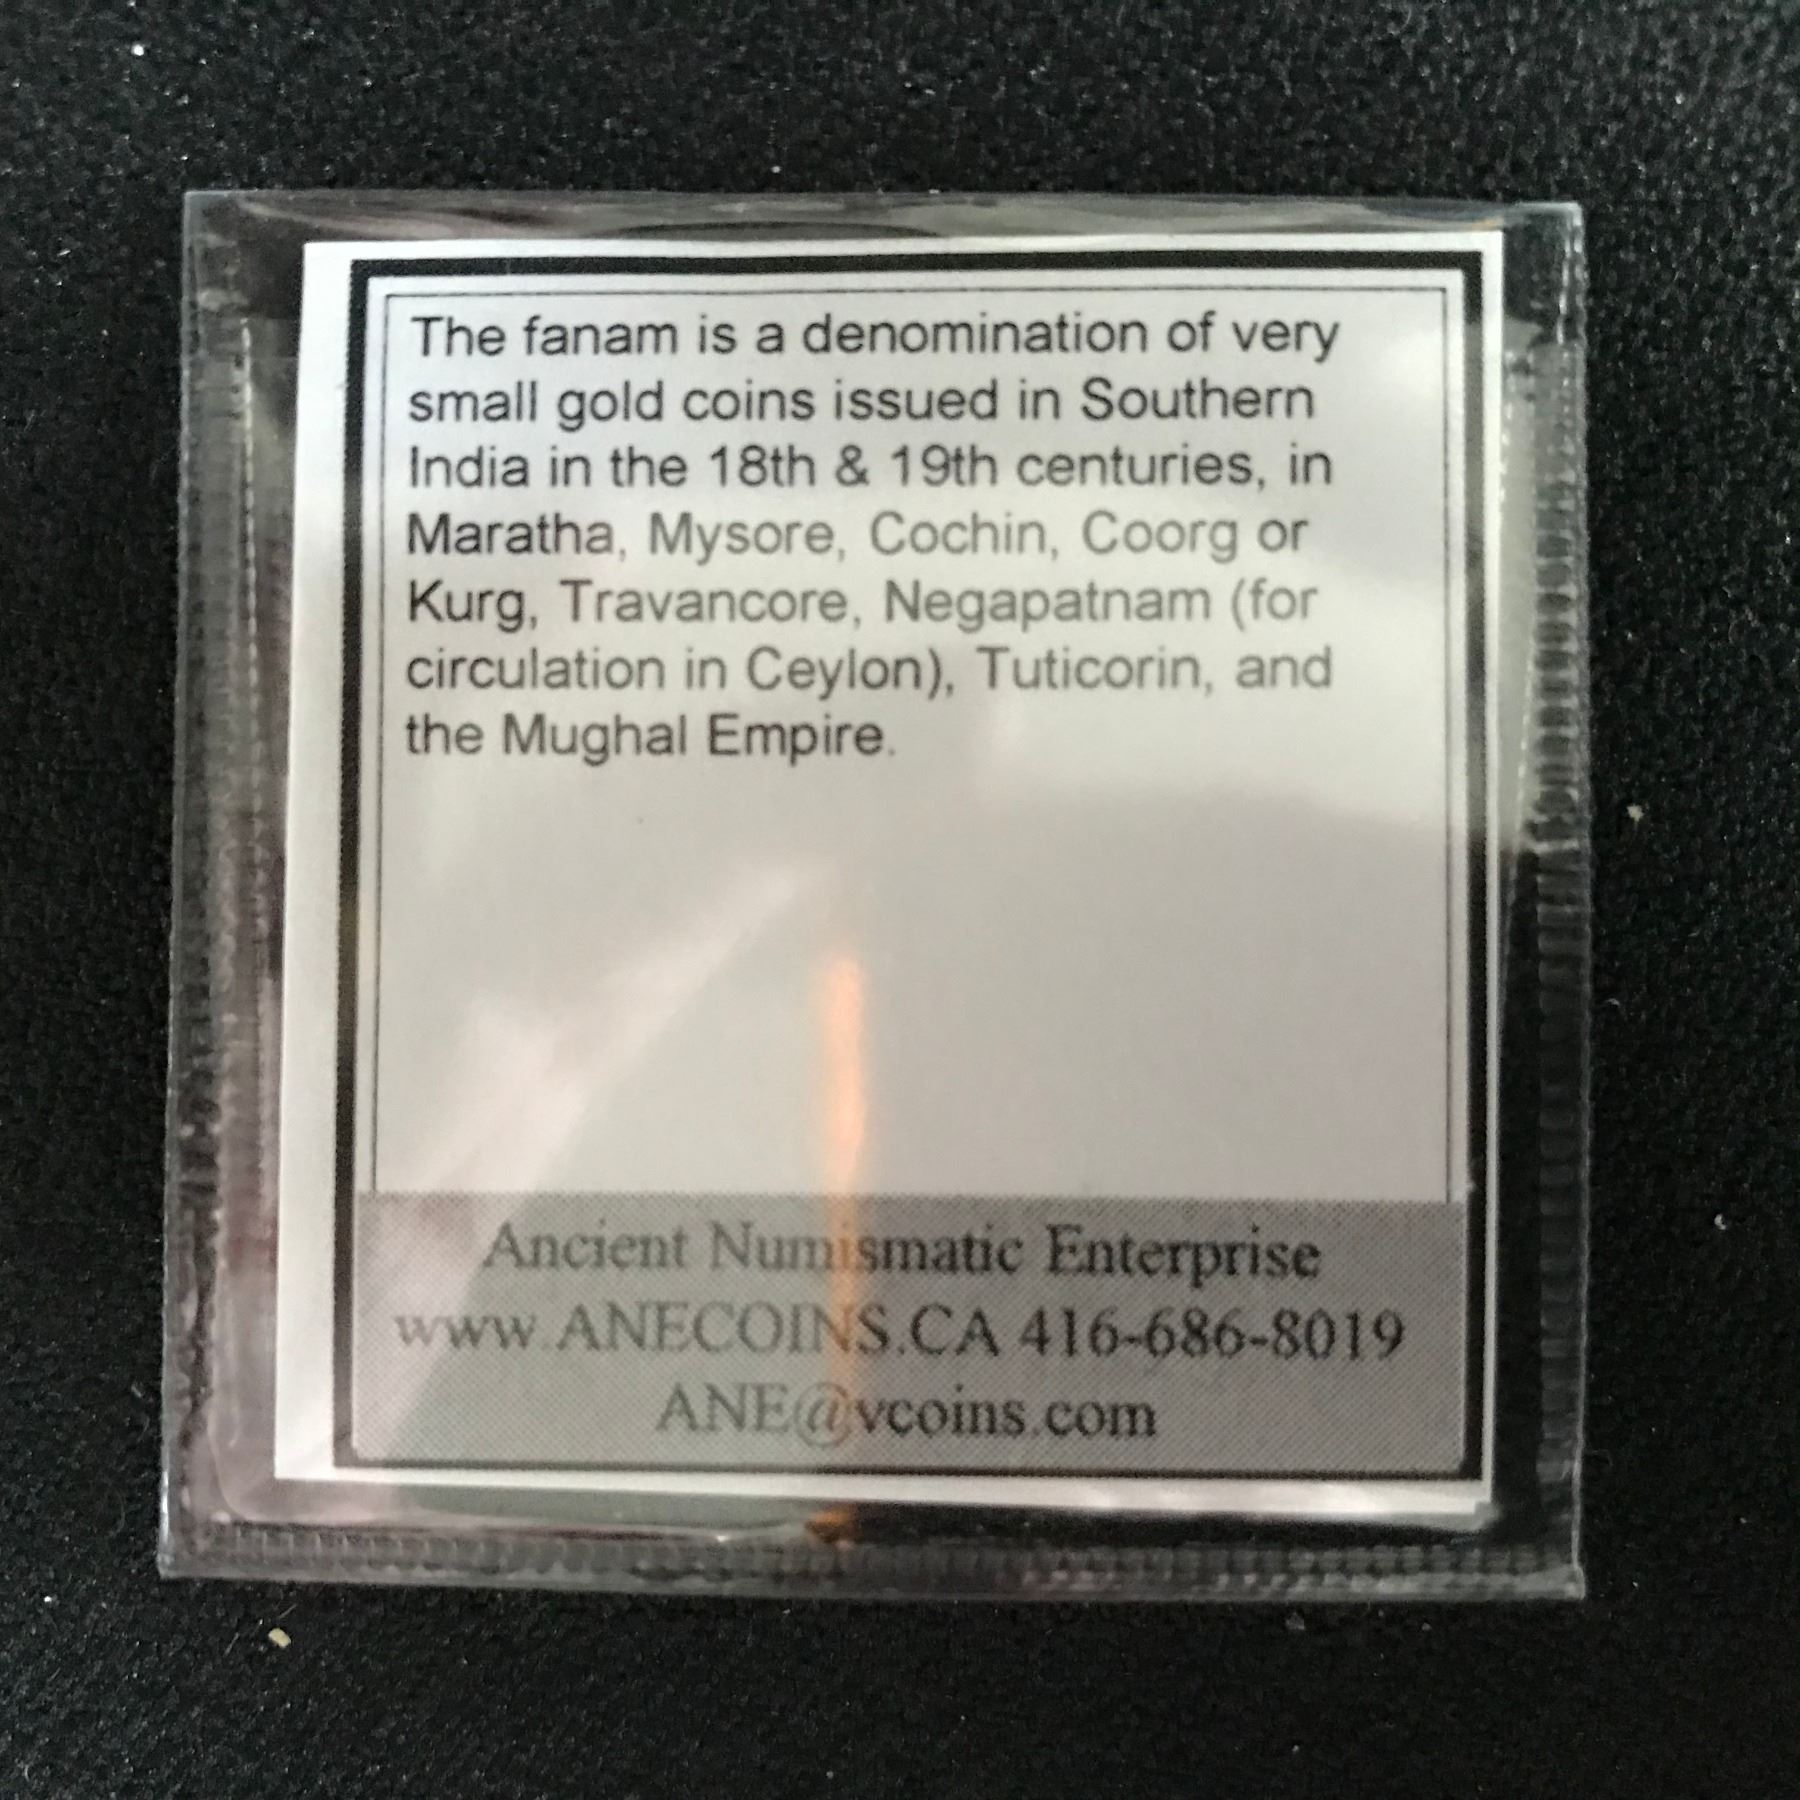 The fanam is a denomination of very
small gold coins issued in Southern
India in the 18th & 19th centuries, in
Maratha, Mysore, Cochin, Coorg or
Kurg, Travancore, Negapatnam (for
circulation in Ceylon), Tuticorin, and
the Mughal Empire.
Ancient Numismatic Enterprise
www.ANECOINS.CA 416-686-8019
ANE@vcoins.com